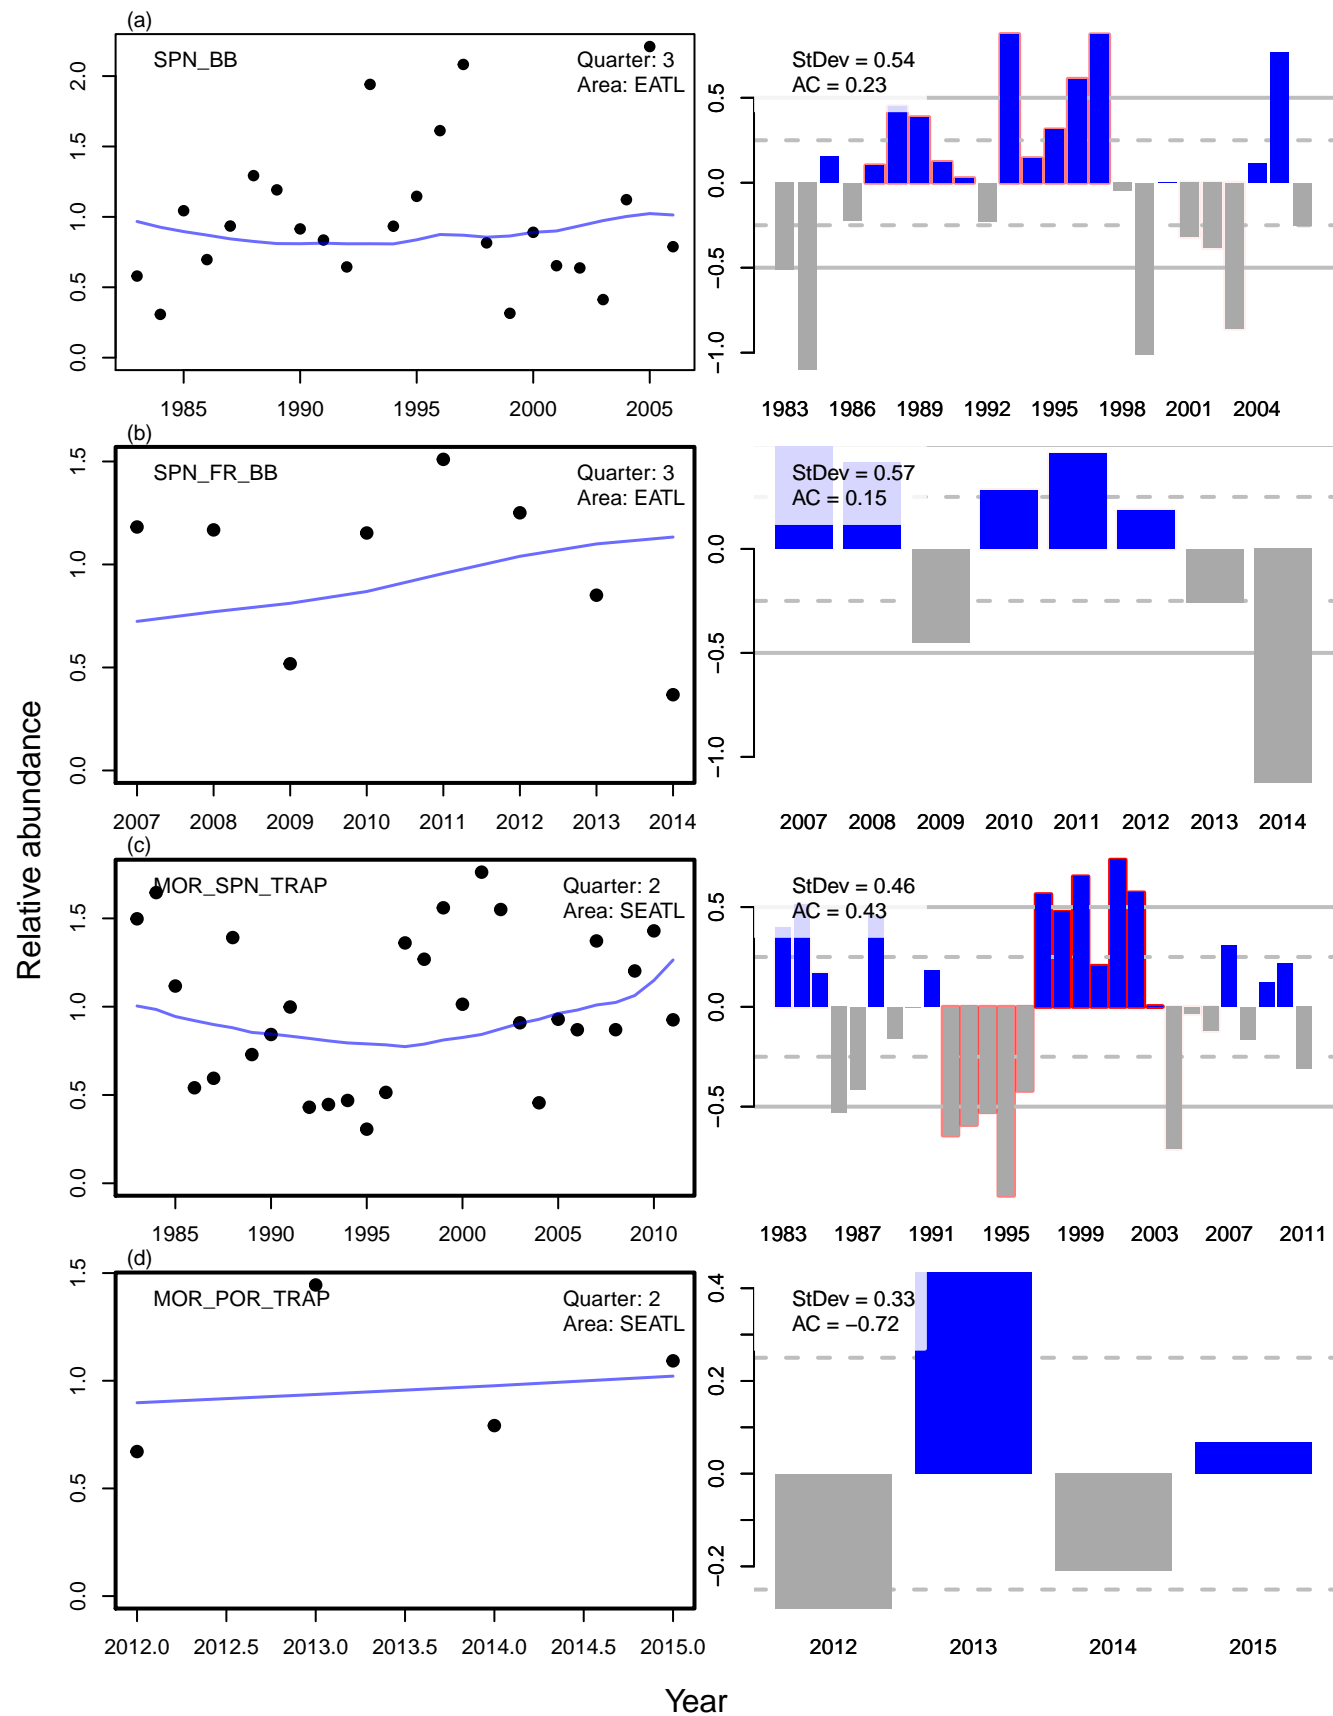 (a)
SPN_BB
Quarter: 3
Area: EATL
0.0 0.5 1.0 1.5 2.0
1985 1990 1995 2000 2005
StDev = 0.54
AC = 0.23
−1.0 −0.5 0.0 0.5
1983 1986 1989 1992 1995 1998 2001 2004
(b)
SPN_FR_BB
Quarter: 3
Area: EATL
0.0 0.5 1.0 1.5
2007 2008 2009 2010 2011 2012 2013 2014
StDev = 0.57
AC = 0.15
−1.0 −0.5 0.0
2007 2008 2009 2010 2011 2012 2013 2014
Relative abundance
(c)
MOR_SPN_TRAP
Quarter: 2
Area: SEATL
0.0 0.5 1.0 1.5
1985 1990 1995 2000 2005 2010
StDev = 0.46
AC = 0.43
−0.5 0.0 0.5
1983 1987 1991 1995 1999 2003 2007 2011
(d)
MOR_POR_TRAP
Quarter: 2
Area: SEATL
0.0 0.5 1.0 1.5
2012.0 2012.5 2013.0 2013.5 2014.0 2014.5 2015.0
StDev = 0.33
AC = −0.72
−0.2 0.0 0.2 0.4
2012 2013 2014 2015
Year